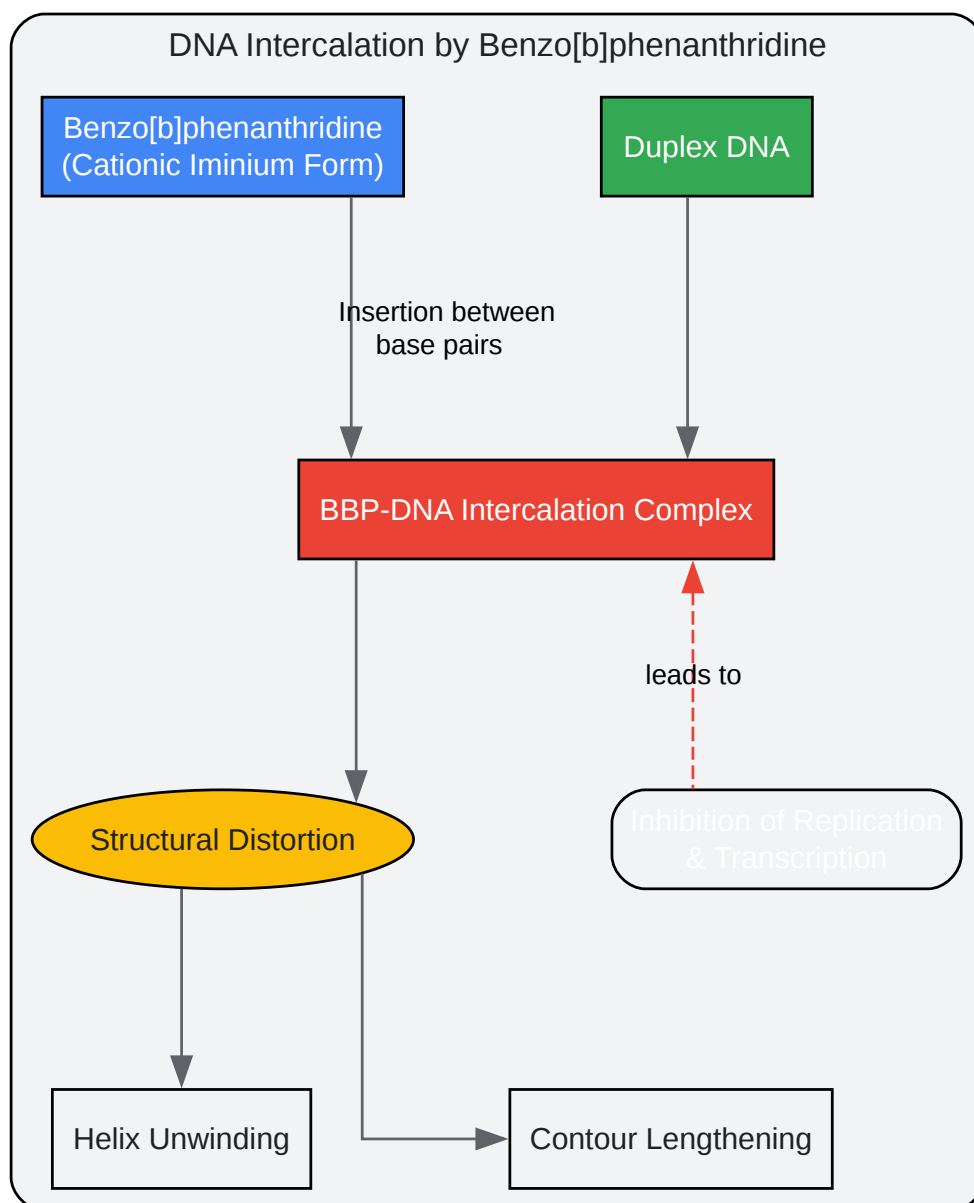 DNA Intercalation by Benzo[b]phenanthridine
Benzo[b]phenanthridine
(Cationic Iminium Form)
Duplex DNA
Insertion between
base pairs
BBP-DNA Intercalation Complex
leads to
Structural Distortion
Inhibition of Replication
& Transcription
Helix Unwinding
Contour Lengthening